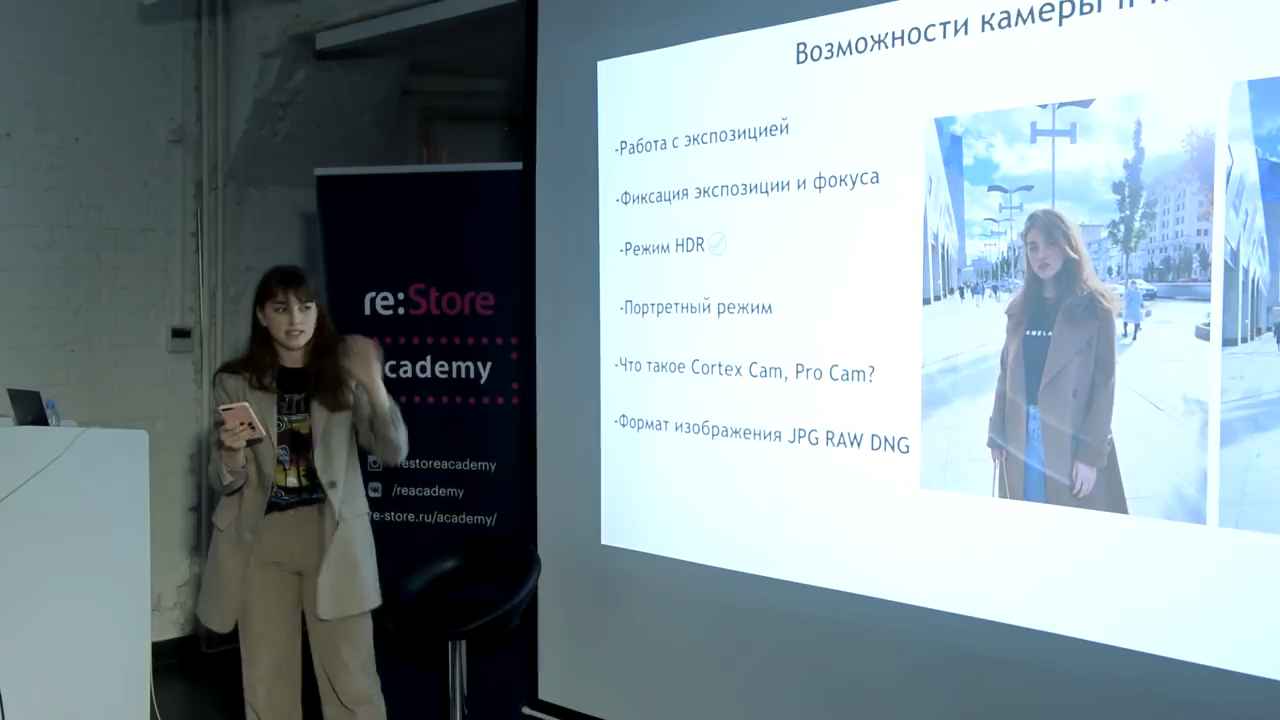 Возможности камеры
-Работа с экспозицией
-Фиксация экспозиции и фокуса
-Режим HDR
-Портретный режим
-Что такое Cortex Cam, Pro Cam?
-Формат изображения JPG RAW DNG
re:Store
cademy
restoreacademy
/reacademy
re-store.ru/academy/